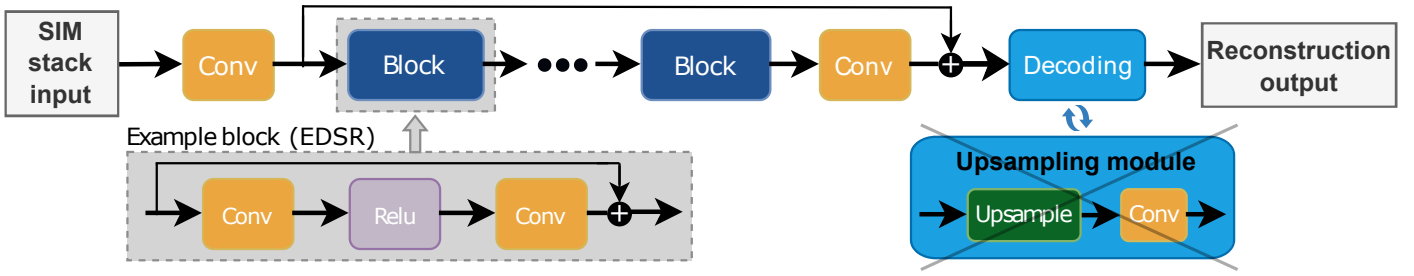 SIM
stack
input
Conv
Block
Block
Conv
Decoding
Reconstruction
output
Example block (EDSR)
Conv
Relu
Conv
Upsampling module
Upsample
Conv